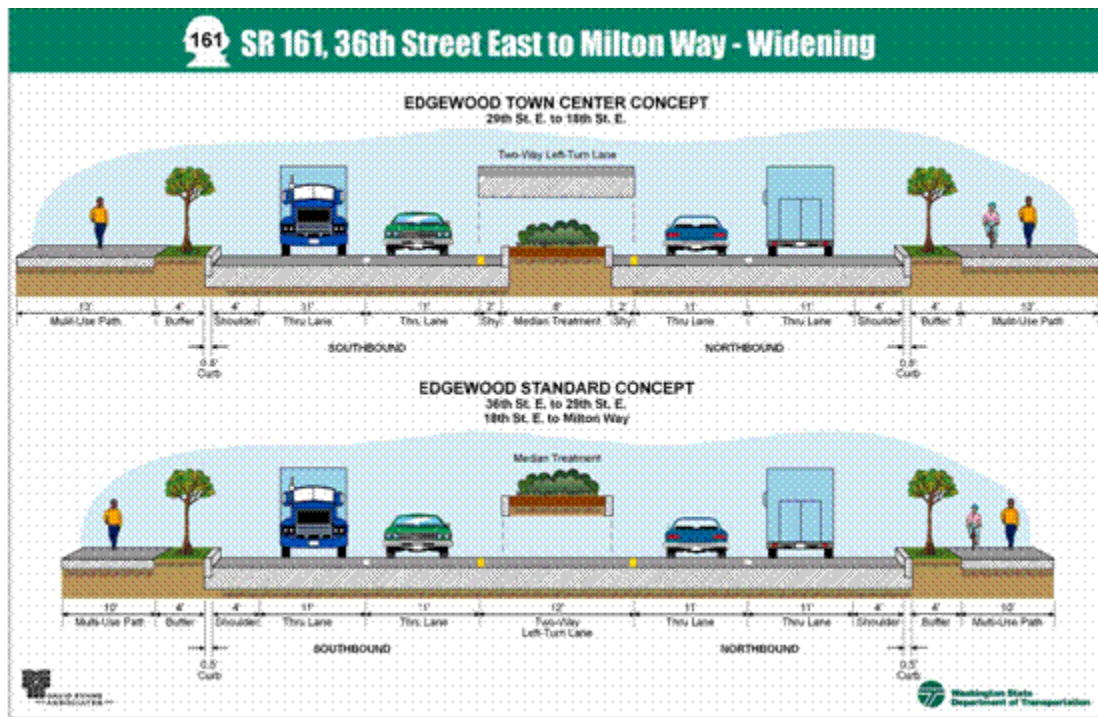 161 SR 161, 36th Street East to Milton Way - Widening
EDGEWOOD TOWN CENTER CONCEPT
29th St. E. to 18th St. E.
Two-Way Left-Turn Lane
13' 4' 4' 11' 11' 2' 8' 2' 11' 11' 4' 4' 13'
Multi-Use Path Buffer Shoulder Thru Lane Thru Lane Shy Median Treatment Shy Thru Lane Thru Lane Shoulder Buffer Multi-Use Path
SOUTHBOUND NORTHBOUND
0.5' 0.5'
Curb Curb
EDGEWOOD STANDARD CONCEPT
36th St. E. to 29th St. E.
18th St. E. to Milton Way
Median Treatment
10' 4' 4' 11' 11' 12' 11' 11' 4' 4' 10'
Multi-Use Path Buffer Shoulder Thru Lane Thru Lane Two-Way Thru Lane Thru Lane Shoulder Buffer Multi-Use Path
Left-Turn Lane
SOUTHBOUND NORTHBOUND
0.5' 0.5'
Curb Curb
DAVID EVANS
ASSOCIATES
Washington State
Department of Transportation